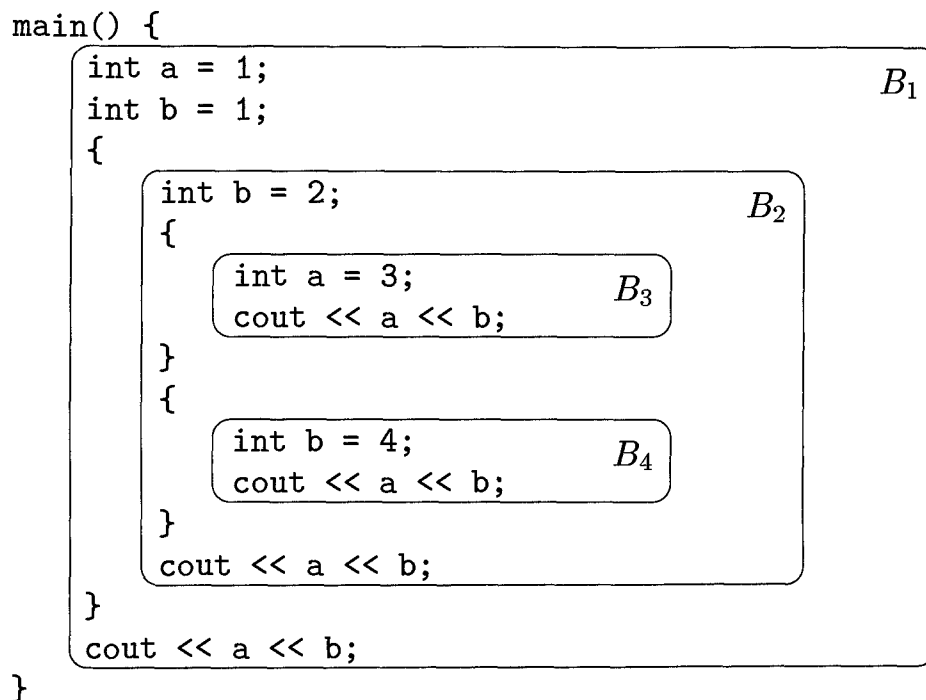 main() {
int a = 1; B₁
int b = 1;
{
int b = 2; B₂
{
int a = 3; B₃
cout << a << b;
}
{
int b = 4; B₄
cout << a << b;
}
cout << a << b;
}
cout << a << b;
}